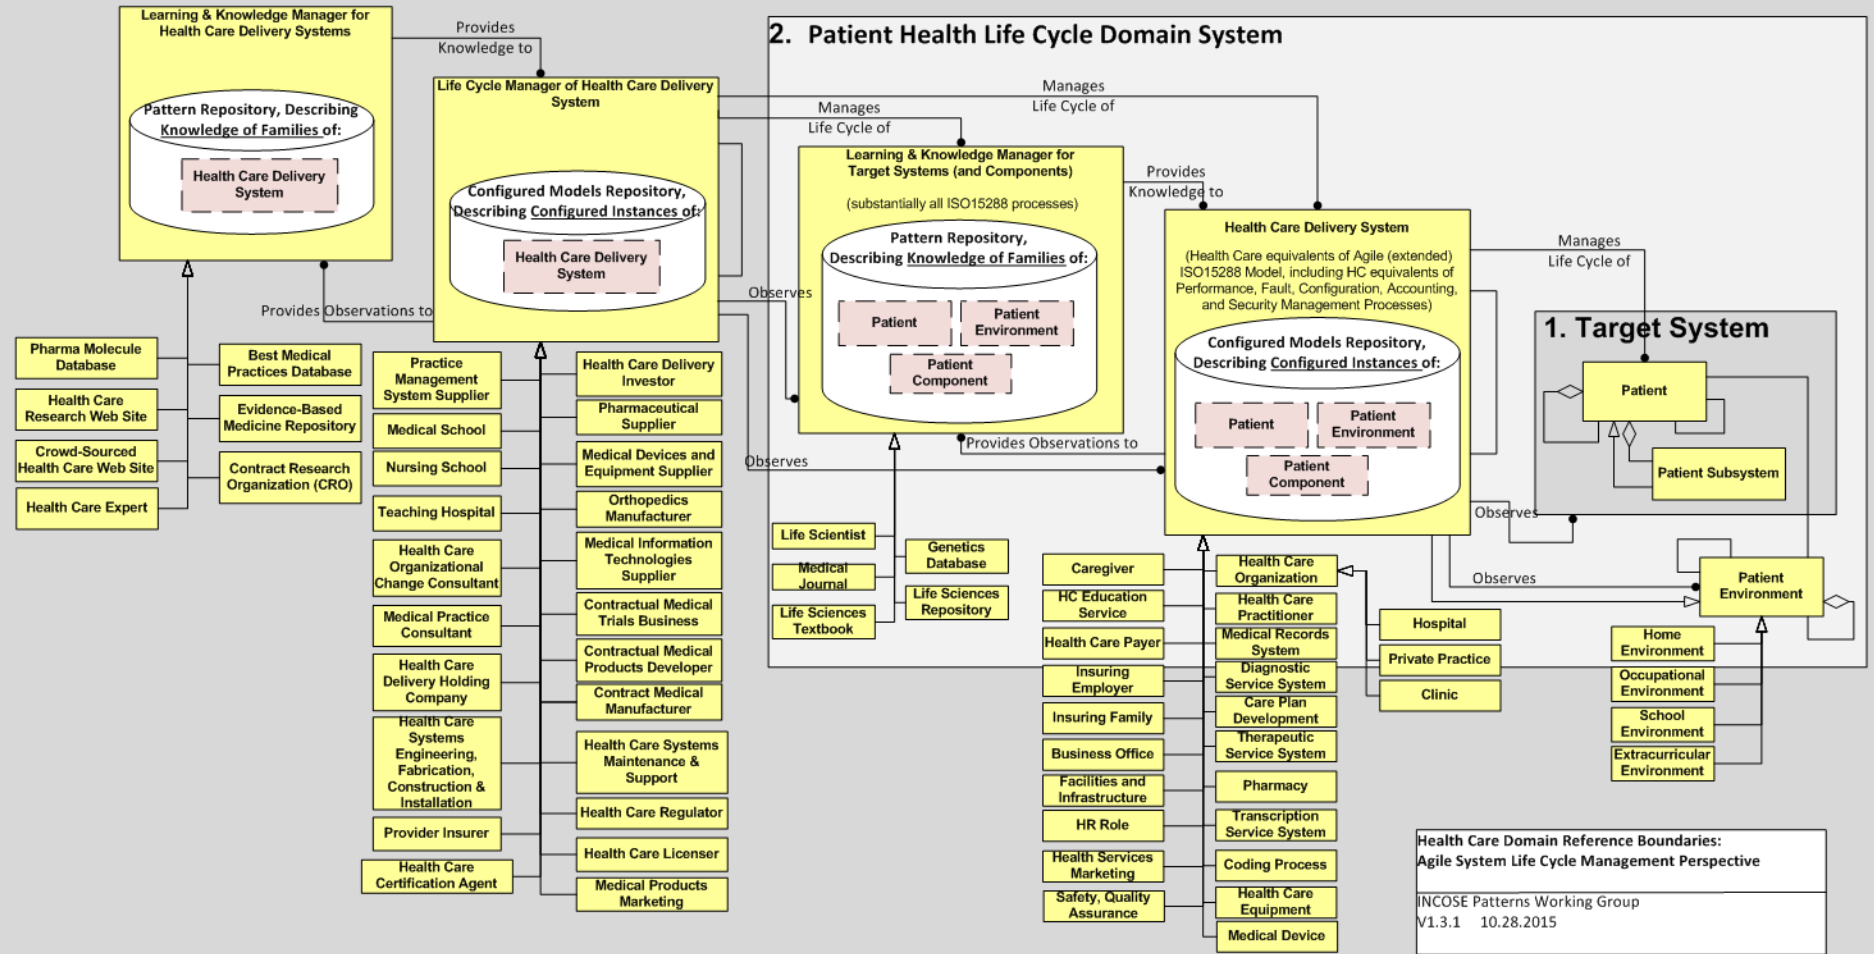 Learning & Knowledge Manager for
Health Care Delivery Systems
Pattern Repository, Describing
Knowledge of Families of:
Health Care Delivery
System
Provides
Knowledge to
Life Cycle Manager of Health Care Delivery
System
Configured Models Repository,
Describing Configured Instances of:
Health Care Delivery
System
Provides Observations to
2. Patient Health Life Cycle Domain System
Manages
Life Cycle of
Manages
Life Cycle of
Learning & Knowledge Manager for
Target Systems (and Components)
(substantially all ISO15288 processes)
Pattern Repository,
Describing Knowledge of Families of:
Patient
Patient
Environment
Patient
Component
Observes
Observes
Provides
Knowledge to
Provides Observations to
Health Care Delivery System
(Health Care equivalents of Agile (extended)
ISO15288 Model, including HC equivalents of
Performance, Fault, Configuration, Accounting,
and Security Management Processes)
Configured Models Repository,
Describing Configured Instances of:
Patient
Patient
Environment
Patient
Component
Manages
Life Cycle of
1. Target System
Patient
Patient Subsystem
Observes
Observes
Patient
Environment
Home
Environment
Occupational
Environment
School
Environment
Extracurricular
Environment
Pharma Molecule
Database
Health Care
Research Web Site
Crowd-Sourced
Health Care Web Site
Health Care Expert
Best Medical
Practices Database
Evidence-Based
Medicine Repository
Contract Research
Organization (CRO)
Practice
Management
System Supplier
Medical School
Nursing School
Teaching Hospital
Health Care
Organizational
Change Consultant
Medical Practice
Consultant
Health Care
Delivery Holding
Company
Health Care
Systems
Engineering,
Fabrication,
Construction &
Installation
Provider Insurer
Health Care
Certification Agent
Health Care Delivery
Investor
Pharmaceutical
Supplier
Medical Devices and
Equipment Supplier
Orthopedics
Manufacturer
Medical Information
Technologies
Supplier
Contractual Medical
Trials Business
Contractual Medical
Products Developer
Contract Medical
Manufacturer
Health Care Systems
Maintenance &
Support
Health Care Regulator
Health Care Licenser
Medical Products
Marketing
Life Scientist
Medical
Journal
Life Sciences
Textbook
Genetics
Database
Life Sciences
Repository
Caregiver
HC Education
Service
Health Care Payer
Insuring
Employer
Insuring Family
Business Office
Facilities and
Infrastructure
HR Role
Health Services
Marketing
Safety, Quality
Assurance
Health Care
Organization
Health Care
Practitioner
Medical Records
System
Diagnostic
Service System
Care Plan
Development
Therapeutic
Service System
Pharmacy
Transcription
Service System
Coding Process
Health Care
Equipment
Medical Device
Hospital
Private Practice
Clinic
Health Care Domain Reference Boundaries:
Agile System Life Cycle Management Perspective
INCOSE Patterns Working Group
V1.3.1 10.28.2015